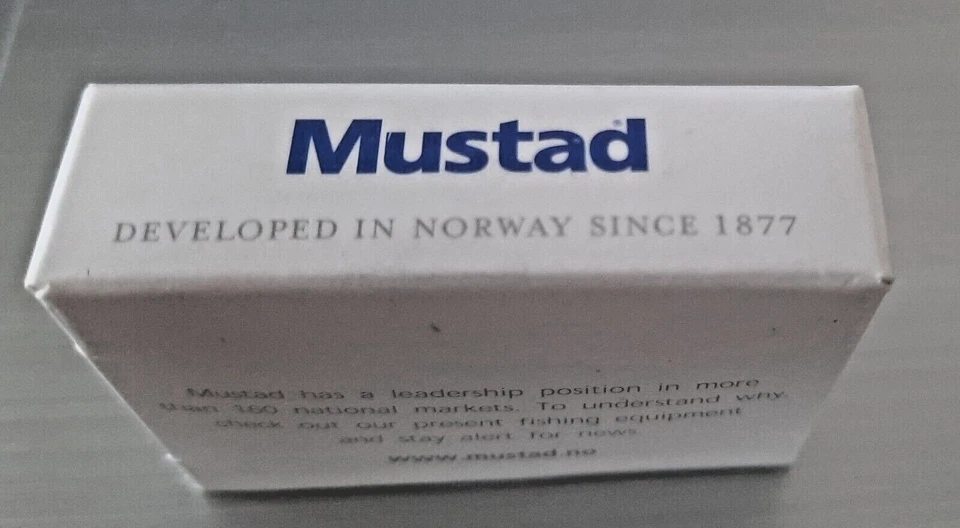 Mustad®
DEVELOPED IN NORWAY SINCE 1877
Mustad has a leadership position in more
than 160 national markets. To understand why,
check out our present fishing equipment
and stay alert for news.
www.mustad.no